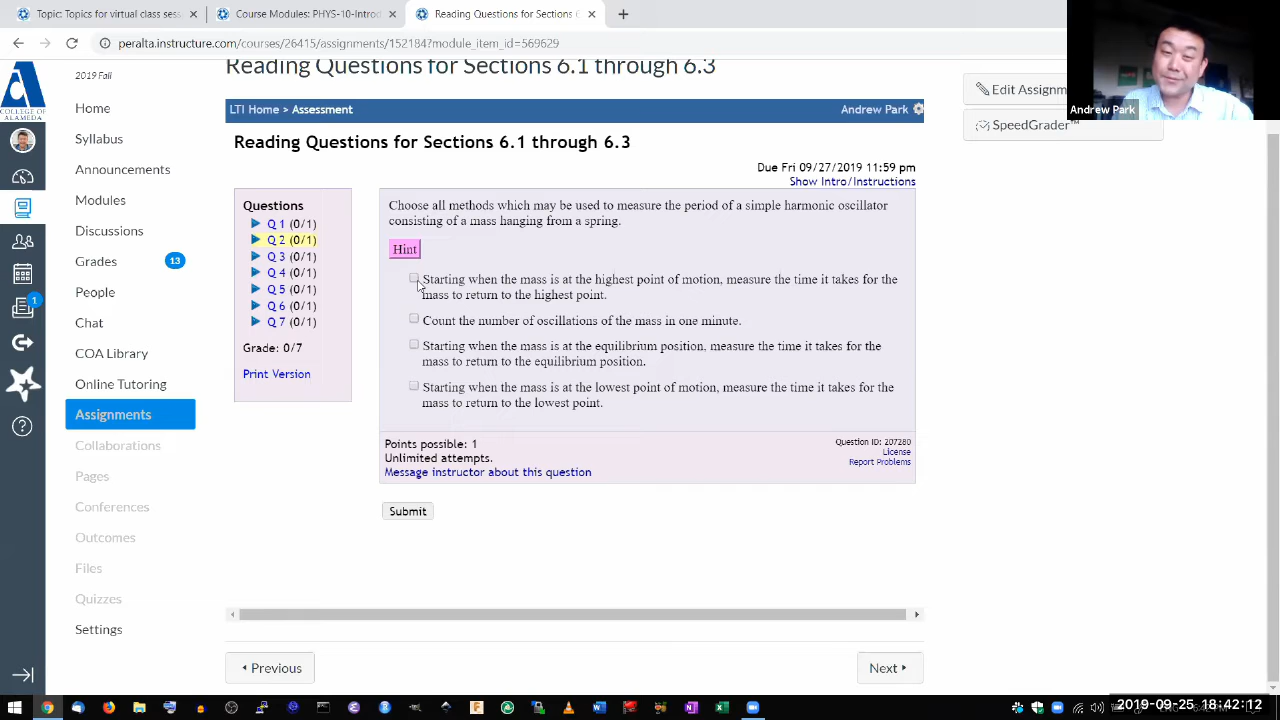 Topic: Topics for virtual class sess
Course Modules: PHYS-10-Introd
Reading Questions for Sections 6.
peralta.instructure.com/courses/26415/assignments/152184?module_item_id=569629
Andrew Park
COLLEGE OF
ALAMEDA
2019 Fall
Home
Syllabus
Announcements
Modules
Discussions
Grades
13
People
1
Chat
COA Library
Online Tutoring
Assignments
Collaborations
Pages
Conferences
Outcomes
Files
Quizzes
Settings
Reading Questions for Sections 6.1 through 6.3
LTI Home > Assessment
Andrew Park
Reading Questions for Sections 6.1 through 6.3
Due Fri 09/27/2019 11:59 pm
Show Intro/Instructions
Questions
Q 1 (0/1)
Q 2 (0/1)
Q 3 (0/1)
Q 4 (0/1)
Q 5 (0/1)
Q 6 (0/1)
Q 7 (0/1)
Grade: 0/7
Print Version
Choose all methods which may be used to measure the period of a simple harmonic oscillator
consisting of a mass hanging from a spring.
Hint
Starting when the mass is at the highest point of motion, measure the time it takes for the
mass to return to the highest point.
Count the number of oscillations of the mass in one minute.
Starting when the mass is at the equilibrium position, measure the time it takes for the
mass to return to the equilibrium position.
Starting when the mass is at the lowest point of motion, measure the time it takes for the
mass to return to the lowest point.
Points possible: 1
Unlimited attempts.
Message instructor about this question
Question ID: 207280
License
Report Problems
Submit
Previous
Next
Edit Assignm
SpeedGrader™
2019-09-25 18:42:12